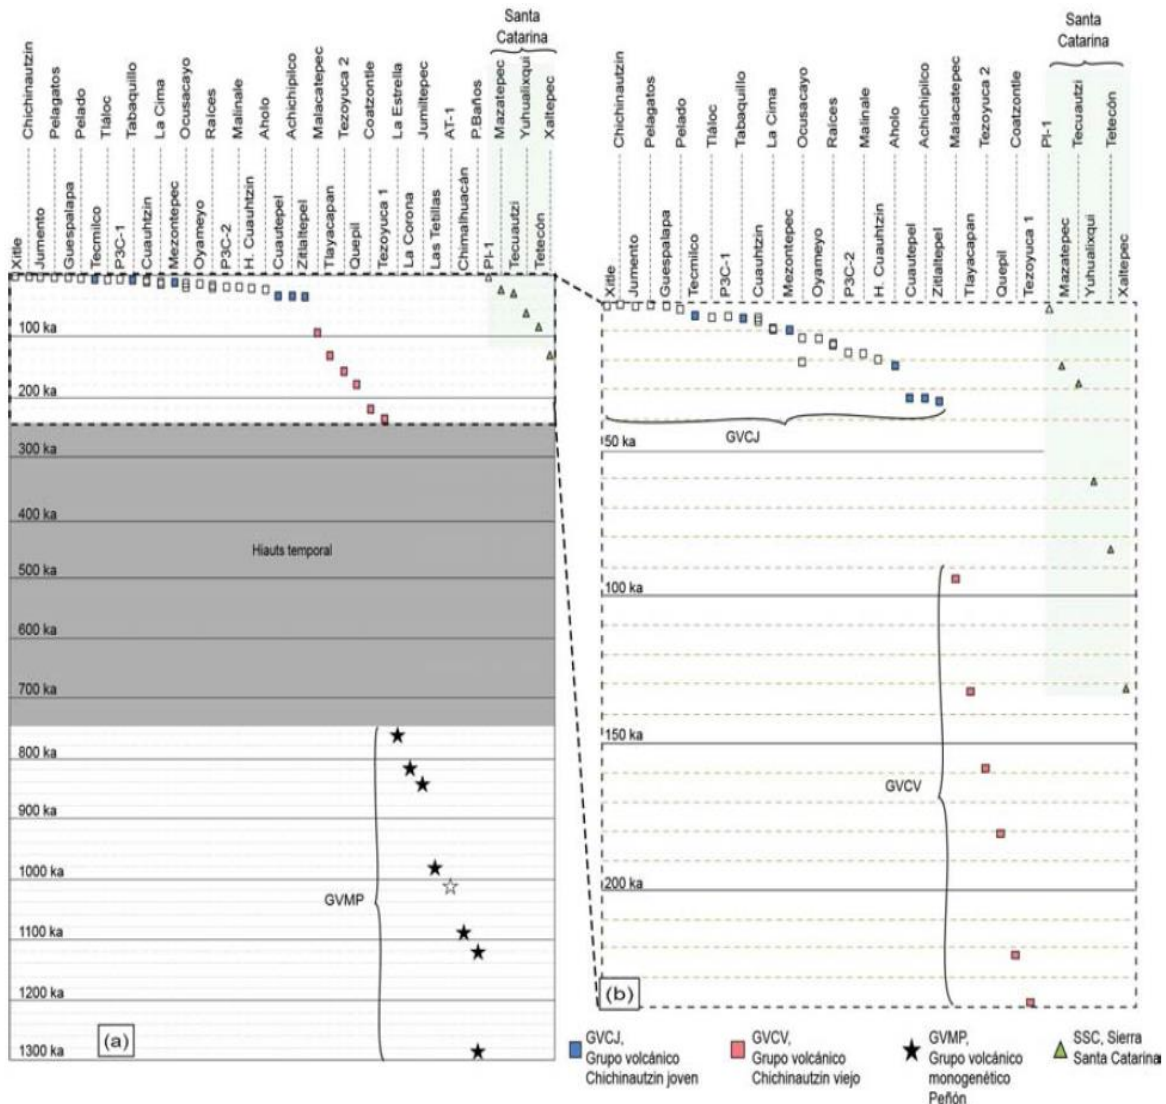 Santa
Catarina
Chichinautzin
Pelagatos
Pelado
Tláloc
Tabaquillo
La Cima
Ocusacayo
Raíces
Malinale
Aholo
Achichipilco
Malacatepec
Tezoyuca 2
Coatzontle
La Estrella
Jumiltepec
AT-1
P.Baños
Mazatepec
Yuhualixqui
Xaltepec
Xitle
Jumento
Guespalapa
Tecmilco
P3C-1
Cuauhtzin
Mezontepec
Oyameyo
P3C-2
H. Cuauhtzin
Cuautepel
Zitlaltepel
Tlayacapan
Quepil
Tezoyuca 1
La Corona
Las Tetillas
Chimalhuacán
PI-1
Tecuautzi
Tetecón
100 ka
200 ka
300 ka
400 ka
Hiauts temporal
500 ka
600 ka
700 ka
800 ka
900 ka
1000 ka
GVMP
1100 ka
1200 ka
(a)
1300 ka
Santa
Catarina
Chichinautzin
Pelagatos
Pelado
Tláloc
Tabaquillo
La Cima
Ocusacayo
Raíces
Malinale
Aholo
Achichipilco
Malacatepec
Tezoyuca 2
Coatzontle
PI-1
Tecuautzi
Tetecón
Xitle
Jumento
Guespalapa
Tecmilco
P3C-1
Cuauhtzin
Mezontepec
Oyameyo
P3C-2
H. Cuauhtzin
Cuautepel
Zitlaltepel
Tlayacapan
Quepil
Tezoyuca 1
Mazatepec
Yuhualixqui
Xaltepec
GVCJ
50 ka
100 ka
150 ka
GVCV
200 ka
(b)
GVCJ,
Grupo volcánico
Chichinautzin joven
GVCV,
Grupo volcánico
Chichinautzin viejo
GVMP,
Grupo volcánico
monogenético
Peñón
SSC, Sierra
Santa Catarina